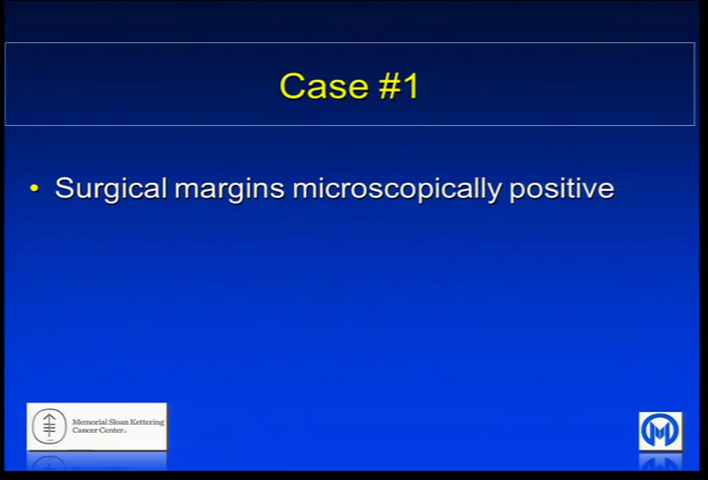 Case #1
• Surgical margins microscopically positive
Memorial Sloan Kettering
Cancer Center